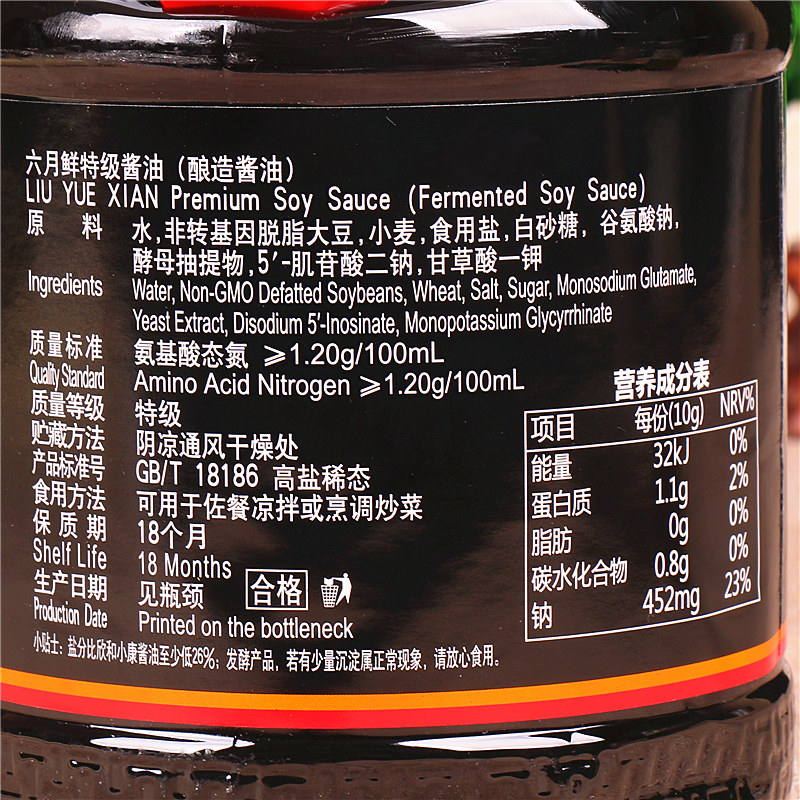 六月鲜特级酱油（酿造酱油）
LIU YUE XIAN Premium Soy Sauce (Fermented Soy Sauce)
原料 水,非转基因脱脂大豆,小麦,食用盐,白砂糖,谷氨酸钠,
酵母抽提物,5′-肌苷酸二钠,甘草酸一钾
Ingredients Water, Non-GMO Defatted Soybeans, Wheat, Salt, Sugar, Monosodium Glutamate,
Yeast Extract, Disodium 5′-Inosinate, Monopotassium Glycyrrhinate
质量标准 氨基酸态氮 ≥1.20g/100mL
Quality Standard Amino Acid Nitrogen ≥1.20g/100mL
质量等级 特级
贮藏方法 阴凉通风干燥处
产品标准号 GB/T 18186 高盐稀态
食用方法 可用于佐餐凉拌或烹调炒菜
保质期 18个月
Shelf Life 18 Months
生产日期 见瓶颈 合格
Production Date Printed on the bottleneck
小贴士：盐分比欣和小康酱油至少低26%；发酵产品，若有少量沉淀属正常现象，请放心食用。
营养成分表
项目 每份(10g) NRV%
能量 32kJ 0%
蛋白质 1.1g 2%
脂肪 0g 0%
碳水化合物 0.8g 0%
钠 452mg 23%